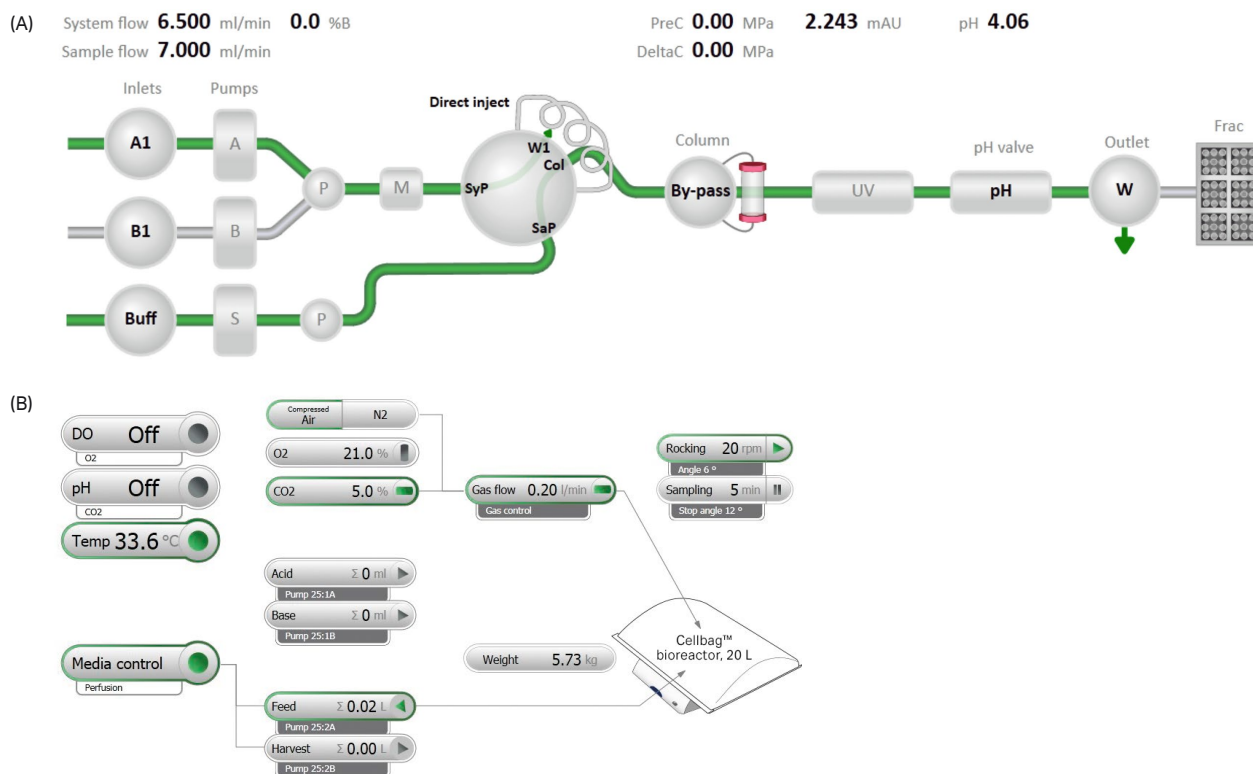 (A)
System flow 6.500 ml/min 0.0 %B
Sample flow 7.000 ml/min
PreC 0.00 MPa 2.243 mAU pH 4.06
DeltaC 0.00 MPa
Inlets Pumps
Direct inject
Column
pH valve
Outlet
Frac
A1 A
W1
Col
P M SyP
By-pass
UV
pH
W
B1 B
SaP
Buff S P
(B)
DO Off
O2
pH Off
CO2
Temp 33.6 °C
Compressed
Air N2
O2 21.0 %
CO2 5.0 %
Gas flow 0.20 l/min
Gas control
Rocking 20 rpm
Angle 6 °
Sampling 5 min
Stop angle 12 °
Acid Σ 0 ml
Pump 25:1A
Base Σ 0 ml
Pump 25:1B
Weight 5.73 kg
Cellbag™
bioreactor, 20 L
Media control
Perfusion
Feed Σ 0.02 L
Pump 25:2A
Harvest Σ 0.00 L
Pump 25:2B